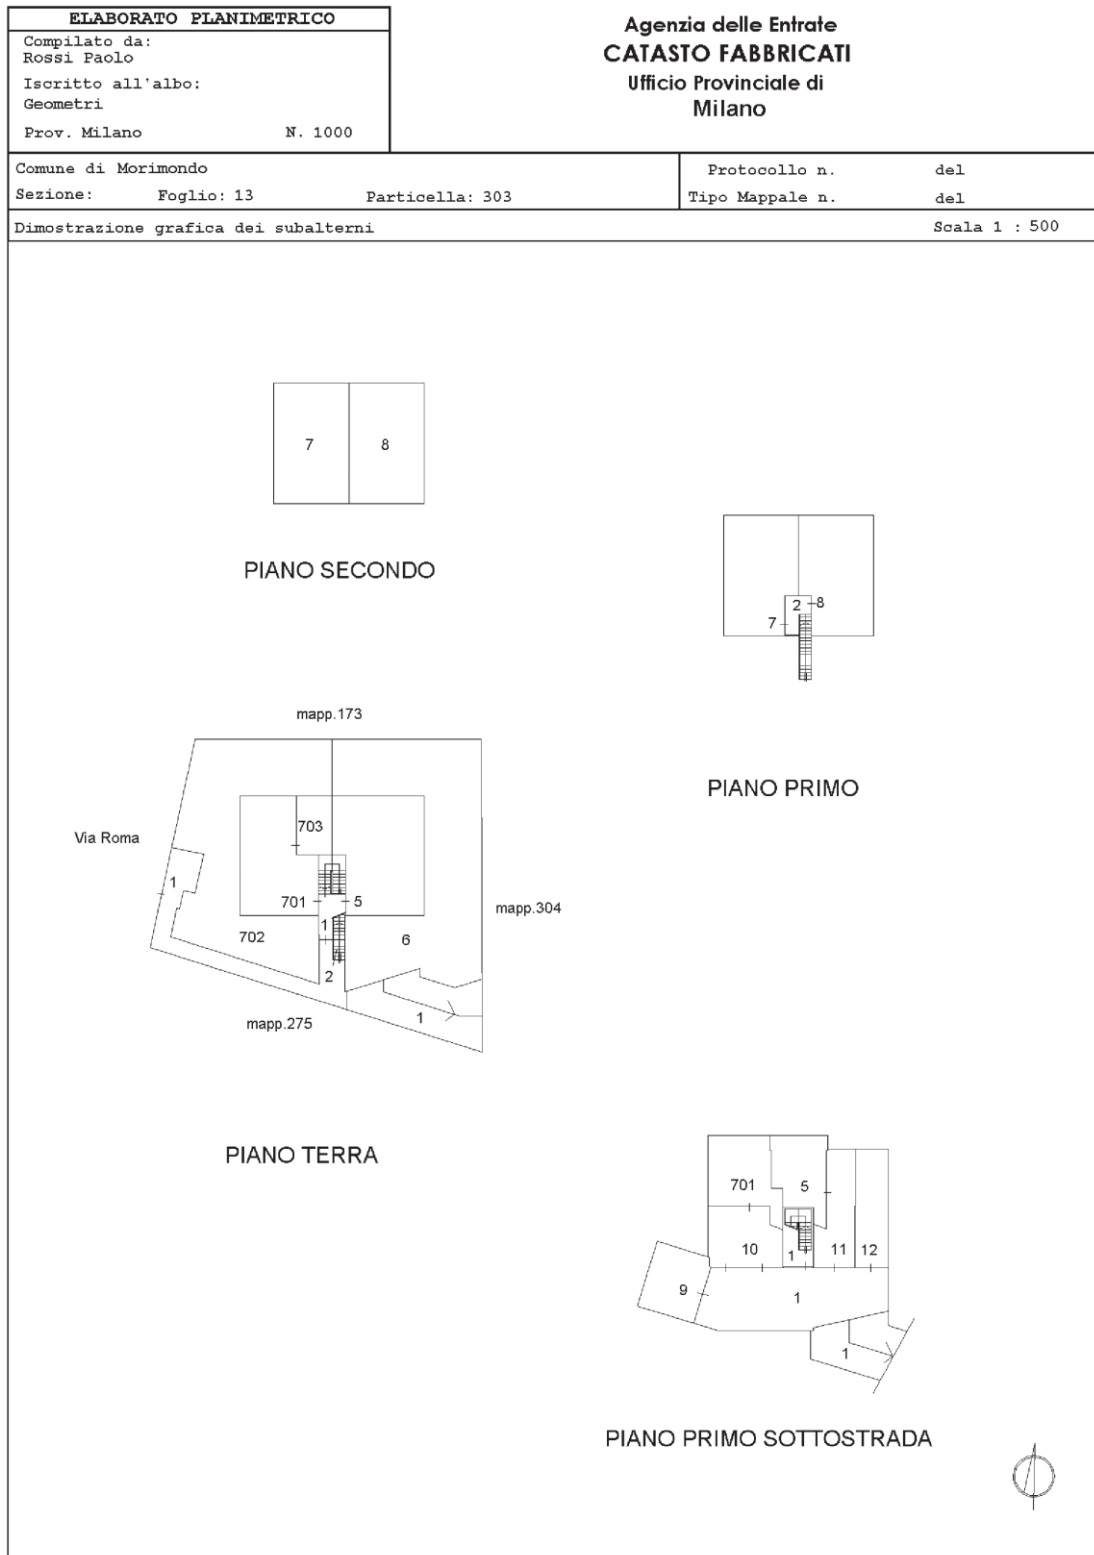 ELABORATO PLANIMETRICO
Compilato da:
Rossi Paolo
Iscritto all'albo:
Geometri
Prov. Milano N. 1000
Agenzia delle Entrate
CATASTO FABBRICATI
Ufficio Provinciale di
Milano
Comune di Morimondo
Sezione: Foglio: 13 Particella: 303
Protocollo n. del
Tipo Mappale n. del
Dimostrazione grafica dei subalterni Scala 1 : 500
7 8
PIANO SECONDO
2 8
7
PIANO PRIMO
mapp.173
Via Roma
703
1
701 5
mapp.304
702 1 6
2
mapp.275 1
PIANO TERRA
701 5
10 1 11 12
9 1
1
PIANO PRIMO SOTTOSTRADA